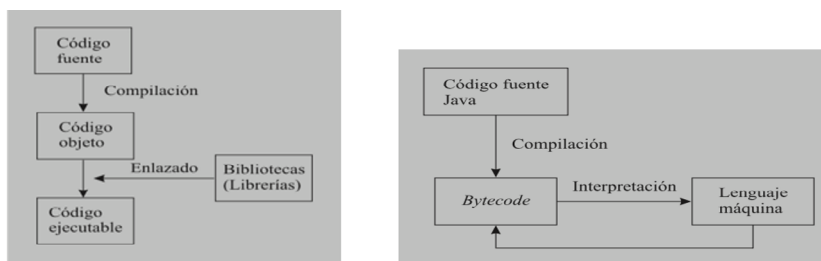 Código
fuente
Compilación
Código
objeto
Enlazado
Bibliotecas
(Librerías)
Código
ejecutable
Código fuente
Java
Compilación
Bytecode
Interpretación
Lenguaje
máquina